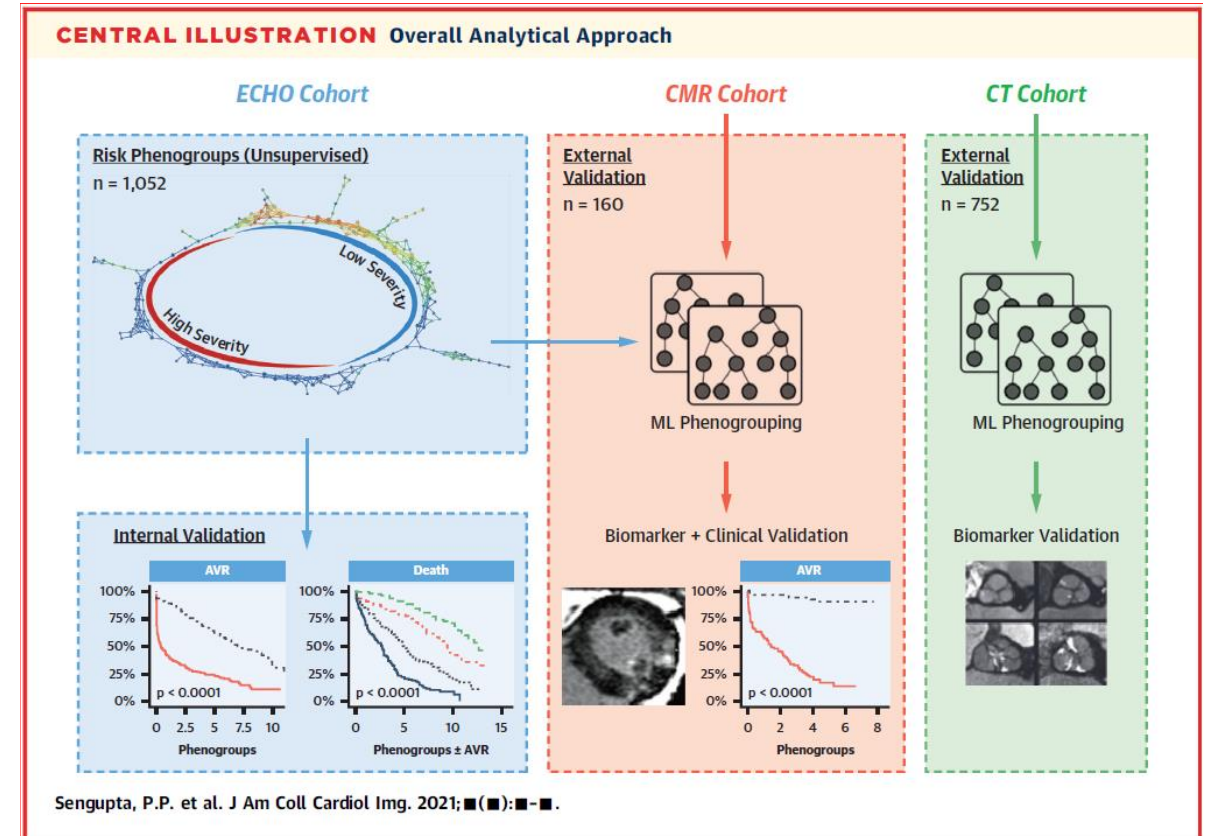 CENTRAL ILLUSTRATION Overall Analytical Approach
ECHO Cohort
Risk Phenogroups (Unsupervised)
n = 1,052
Low Severity
High Severity
Internal Validation
AVR
100%
75%
50%
25%
0%
p < 0.0001
0 2.5 5 7.5 10
Phenogroups
Death
100%
75%
50%
25%
0%
p < 0.0001
0 5 10 15
Phenogroups ± AVR
CMR Cohort
External
Validation
n = 160
ML Phenogrouping
Biomarker + Clinical Validation
AVR
100%
75%
50%
25%
0%
p < 0.0001
0 2 4 6 8
Phenogroups
CT Cohort
External
Validation
n = 752
ML Phenogrouping
Biomarker Validation
Sengupta, P.P. et al. J Am Coll Cardiol Img. 2021;■(■):■-■.